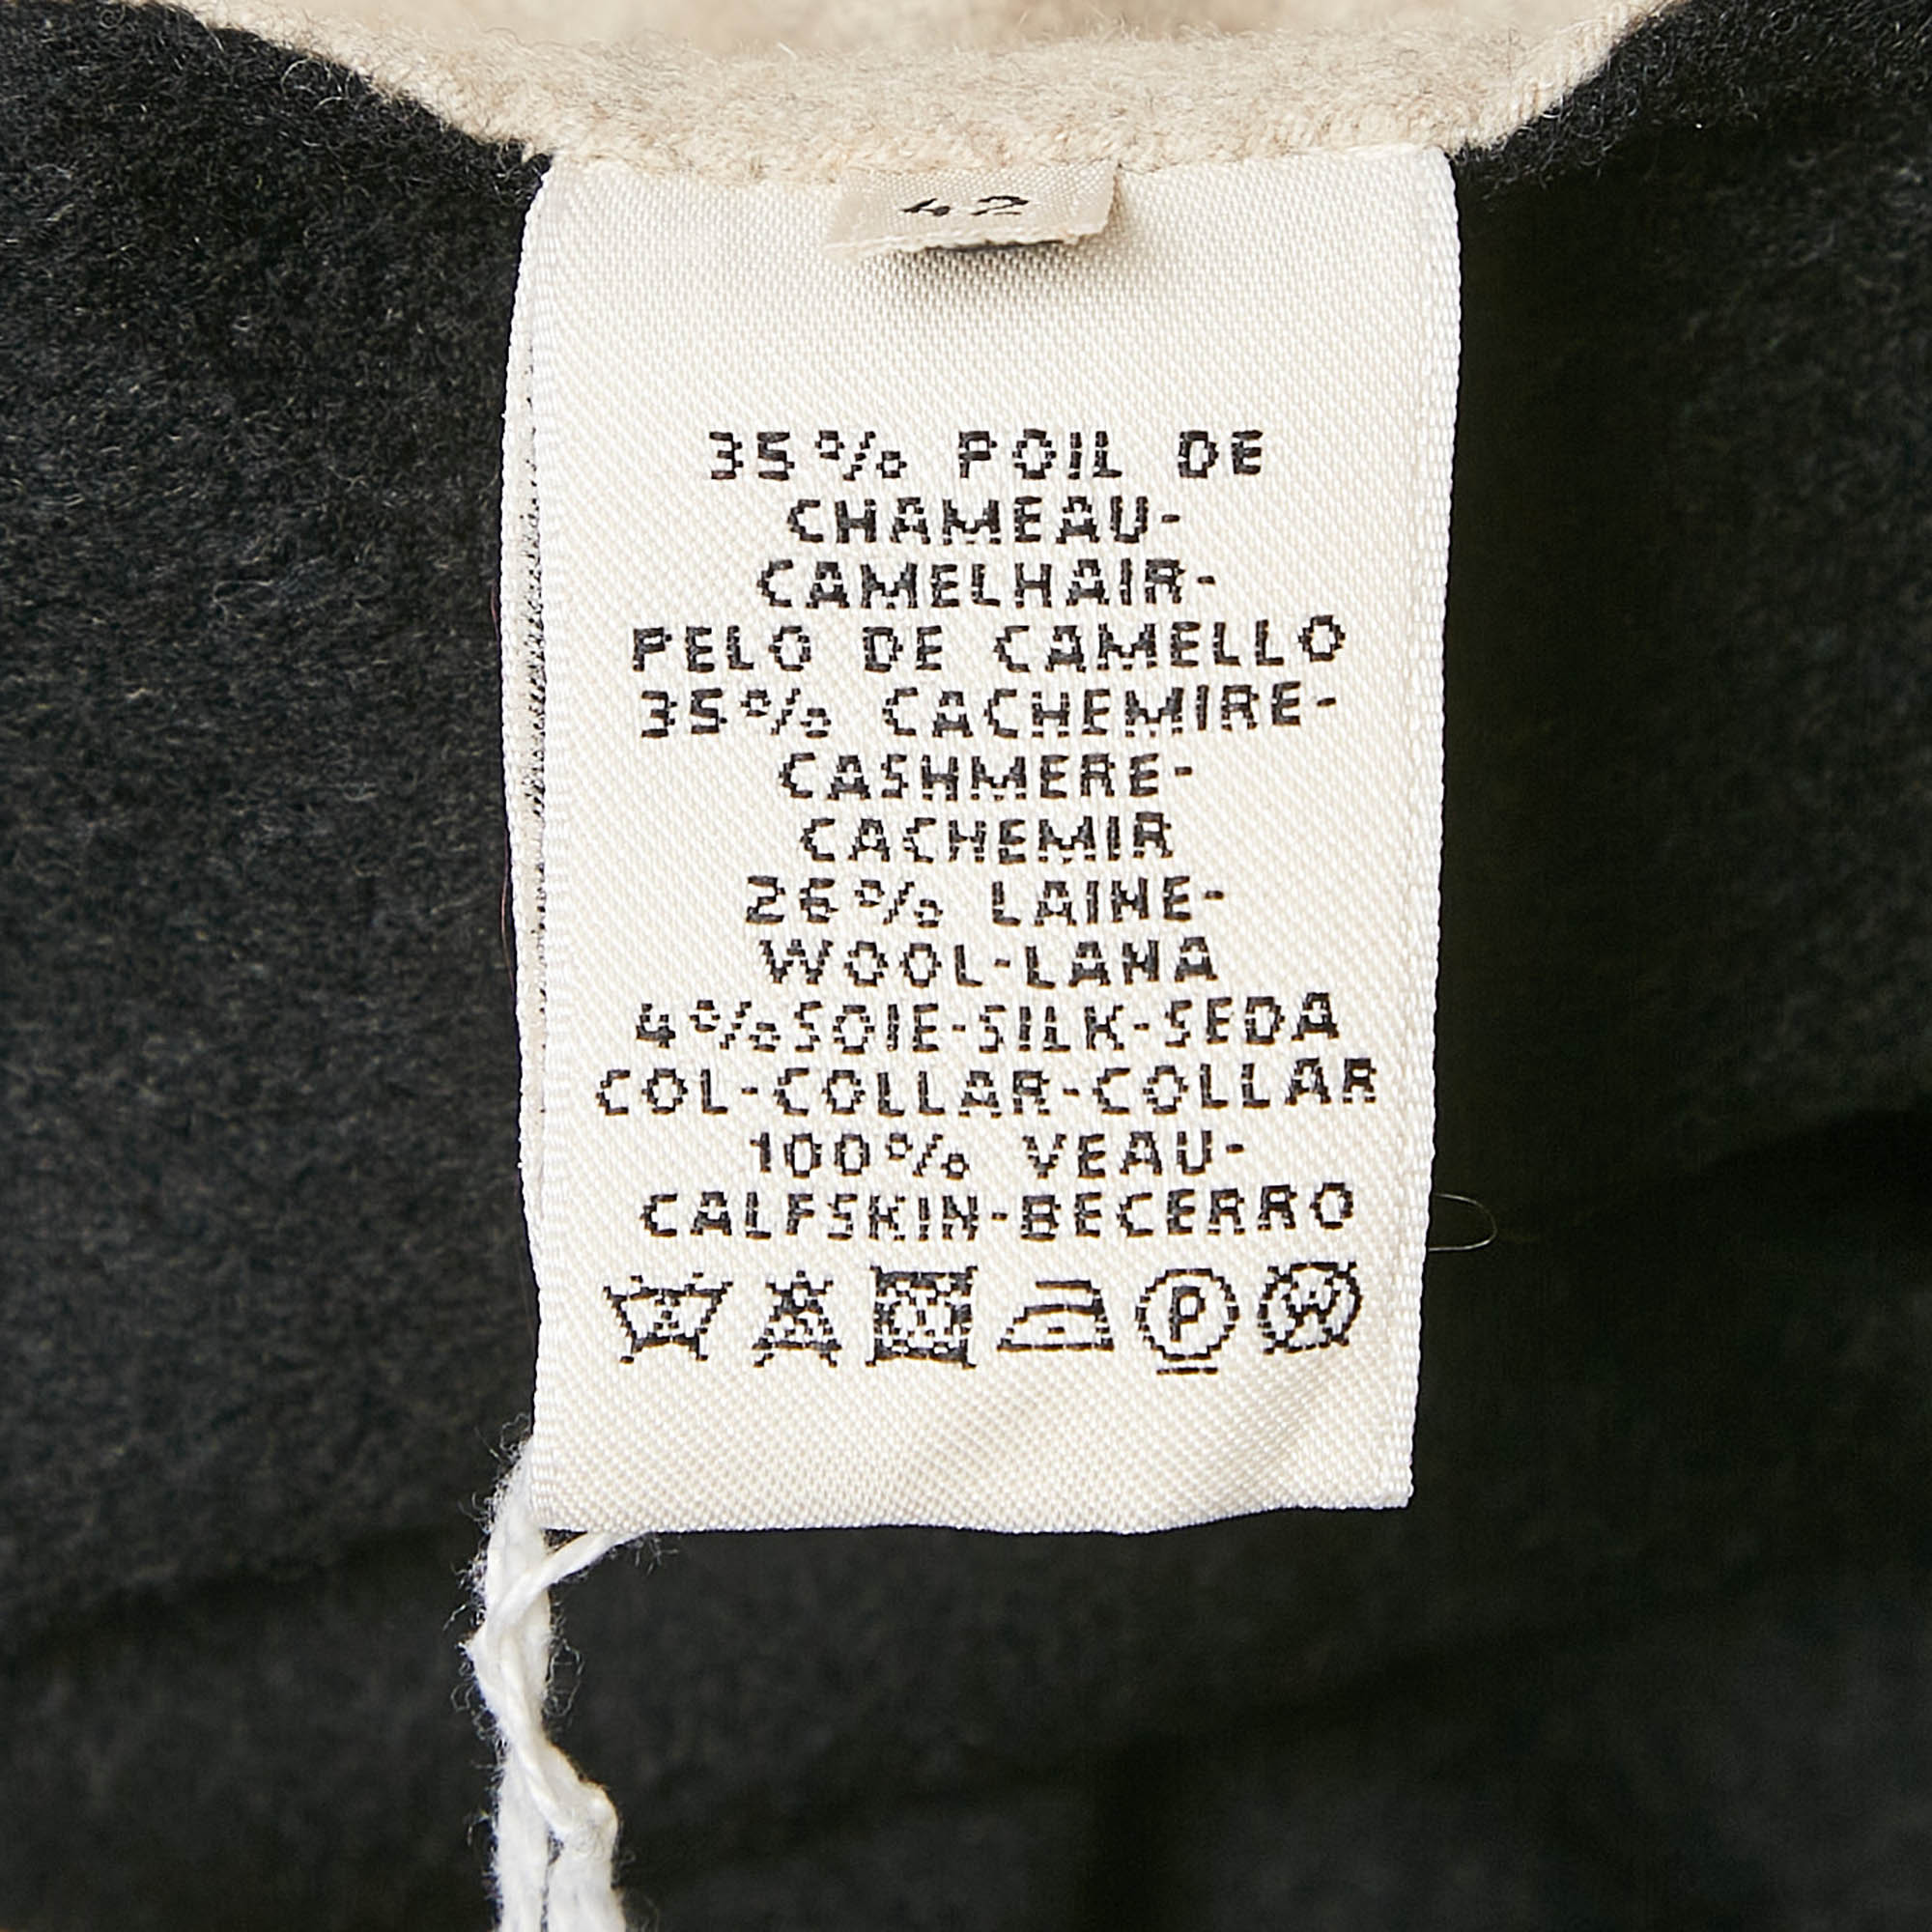 42
35% POIL DE
CHAMEAU-
CAMELHAIR-
PELO DE CAMELLO
35% CACHEMIRE-
CASHMERE-
CACHEMIR
26% LAINE-
WOOL-LANA
4%SOIE-SILK-SEDA
COL-COLLAR-COLLAR
100% VEAU-
CALFSKIN-BECERRO
P W